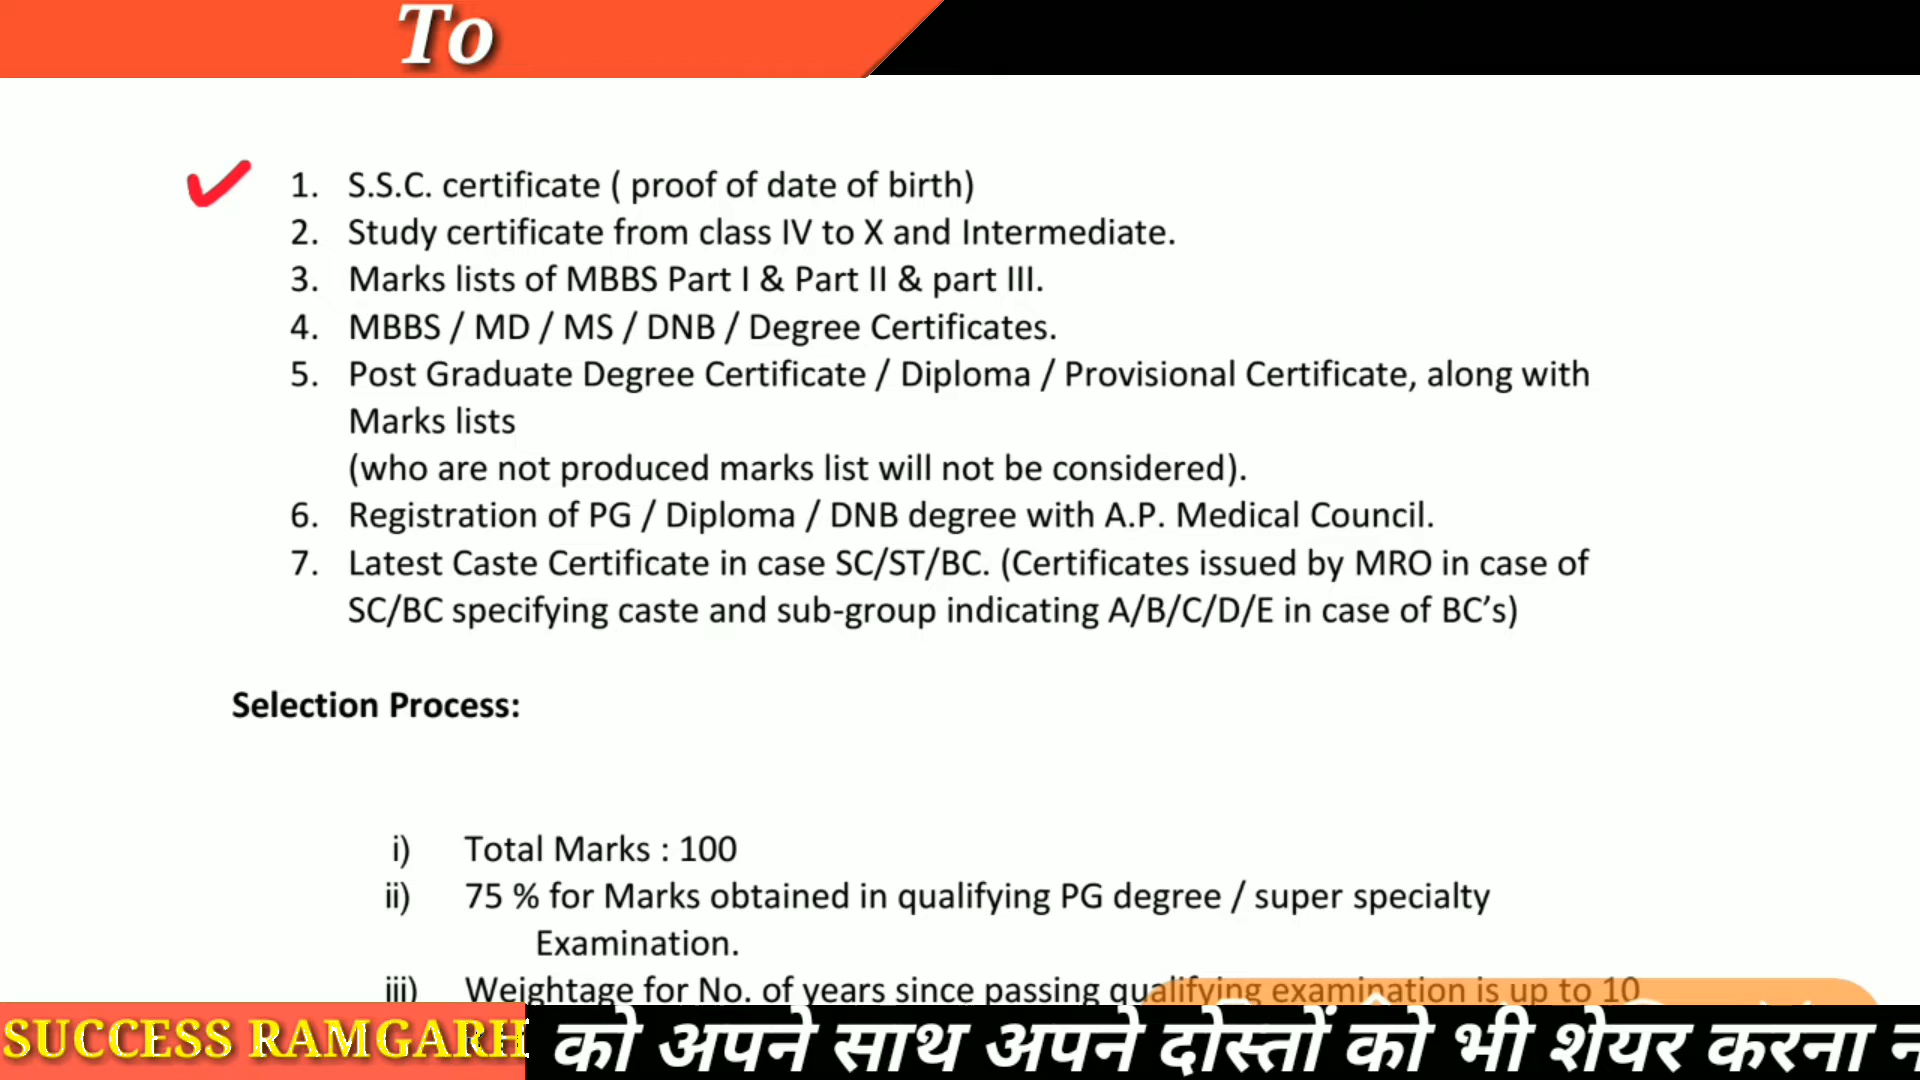 To
1. S.S.C. certificate ( proof of date of birth)
2. Study certificate from class IV to X and Intermediate.
3. Marks lists of MBBS Part I & Part II & part III.
4. MBBS / MD / MS / DNB / Degree Certificates.
5. Post Graduate Degree Certificate / Diploma / Provisional Certificate, along with
Marks lists
(who are not produced marks list will not be considered).
6. Registration of PG / Diploma / DNB degree with A.P. Medical Council.
7. Latest Caste Certificate in case SC/ST/BC. (Certificates issued by MRO in case of
SC/BC specifying caste and sub-group indicating A/B/C/D/E in case of BC’s)
Selection Process:
i) Total Marks : 100
ii) 75 % for Marks obtained in qualifying PG degree / super specialty
Examination.
iii) Weightage for No. of years since passing qualifying examination is up to 10
SUCCESS RAMGARH को अपने साथ अपने दोस्तों को भी शेयर करना